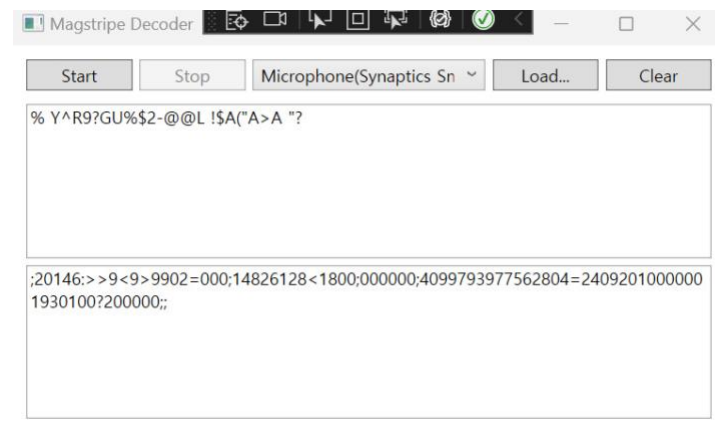 Magstripe Decoder
Start Stop Microphone(Synaptics Sn Load... Clear
% Y^R9?GU%$2-@@L !$A("A>A "?
;20146:>>9<9>9902=000;14826128<1800;000000;4099793977562804=2409201000000
1930100?200000;;